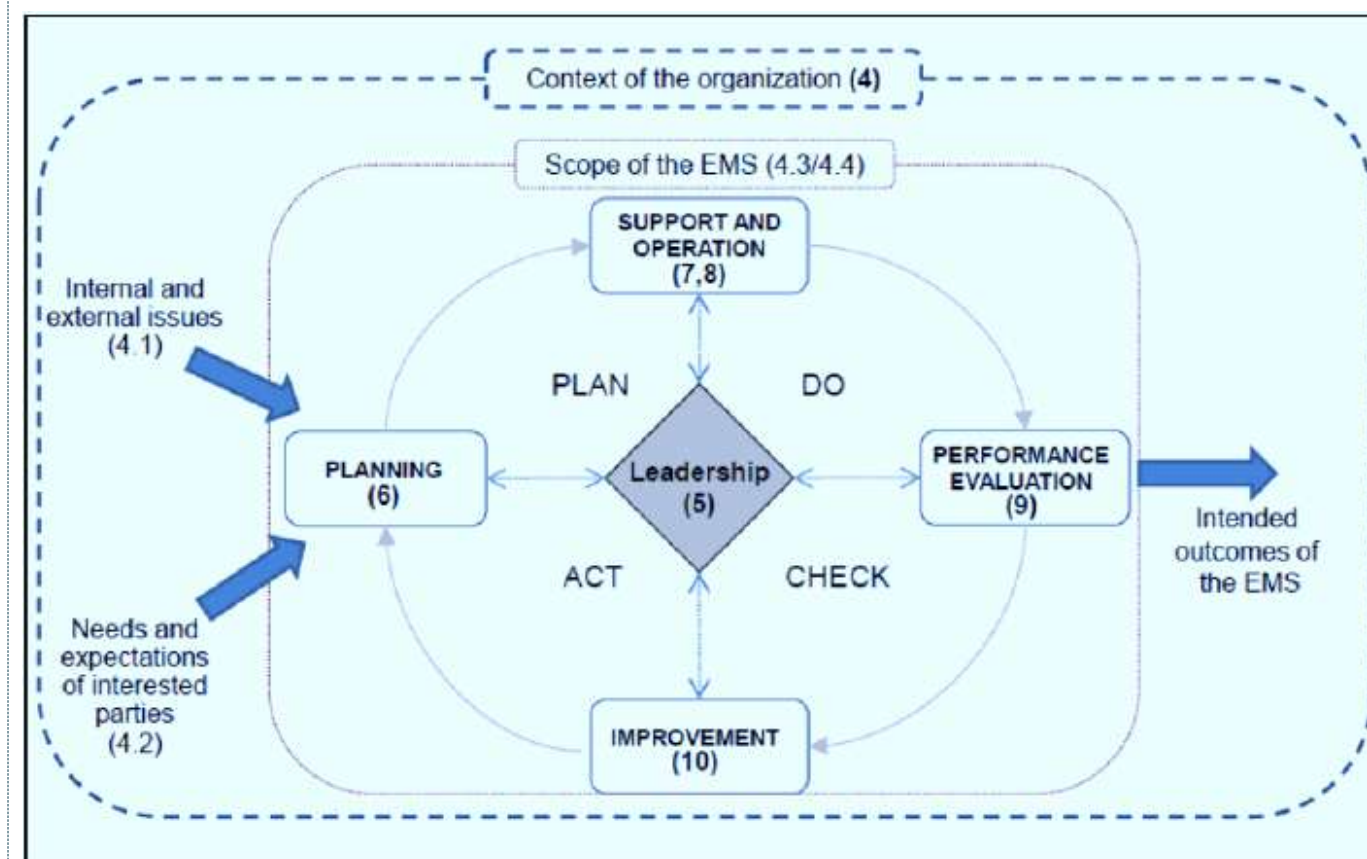 Context of the organization (4)
Scope of the EMS (4.3/4.4)
SUPPORT AND
OPERATION
(7,8)
Internal and
external issues
(4.1)
PLAN
DO
PLANNING
(6)
Leadership
(5)
PERFORMANCE
EVALUATION
(9)
Intended
outcomes of
the EMS
ACT
CHECK
Needs and
expectations
of interested
parties
(4.2)
IMPROVEMENT
(10)